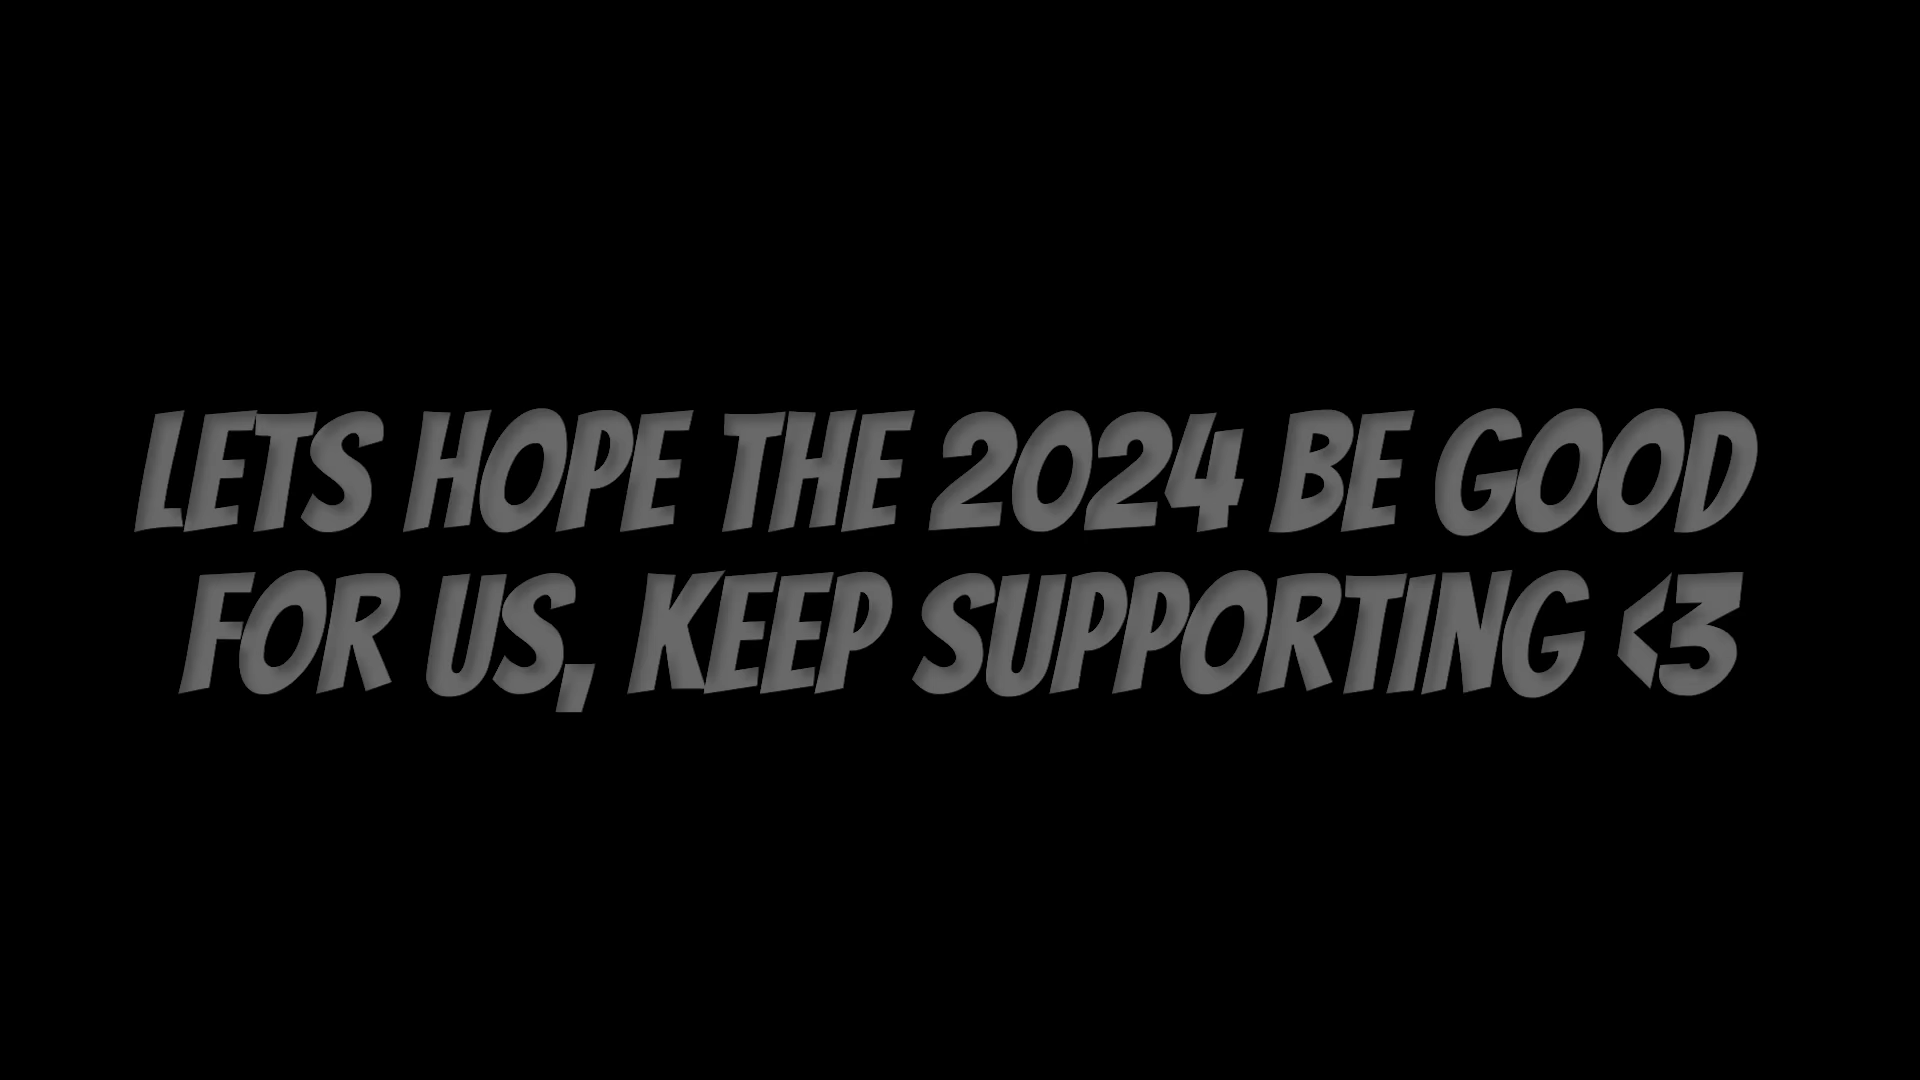 LETS HOPE THE 2024 BE GOOD
FOR US, KEEP SUPPORTING <3